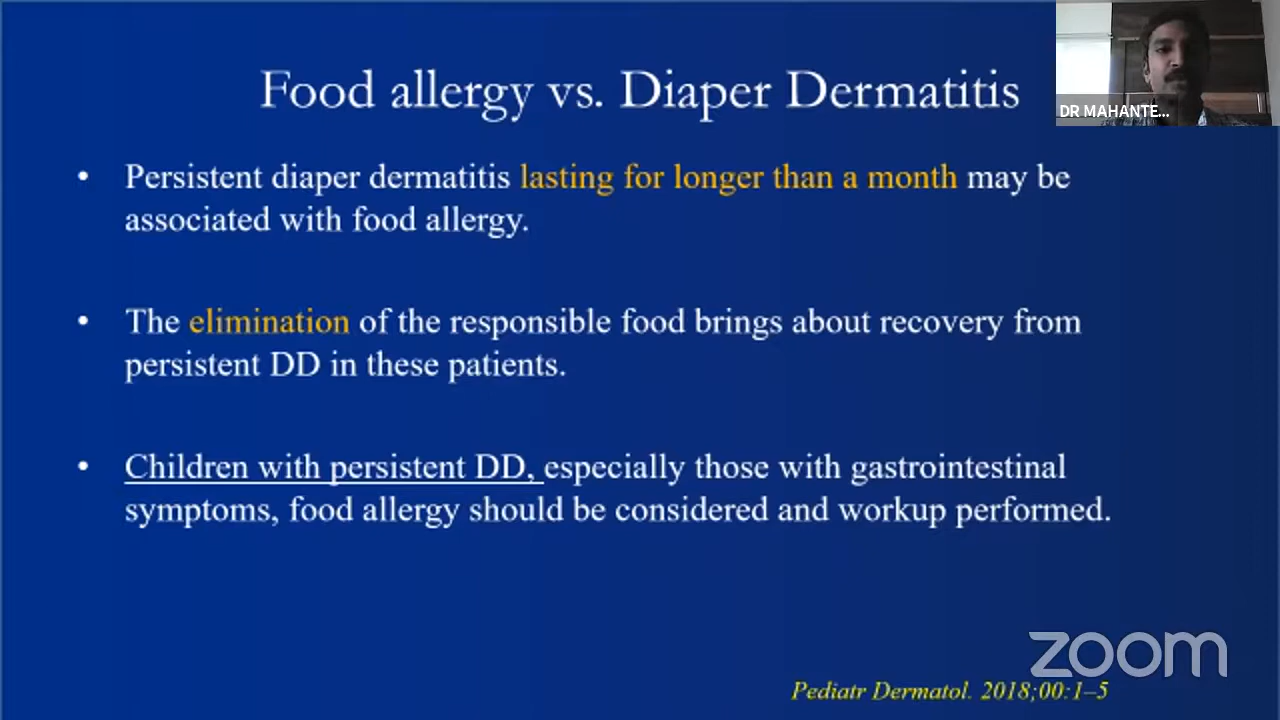 Food allergy vs. Diaper Dermatitis
DR MAHANTE...
• Persistent diaper dermatitis lasting for longer than a month may be
associated with food allergy.
• The elimination of the responsible food brings about recovery from
persistent DD in these patients.
• Children with persistent DD, especially those with gastrointestinal
symptoms, food allergy should be considered and workup performed.
zoom
Pediatr Dermatol. 2018;00:1–5